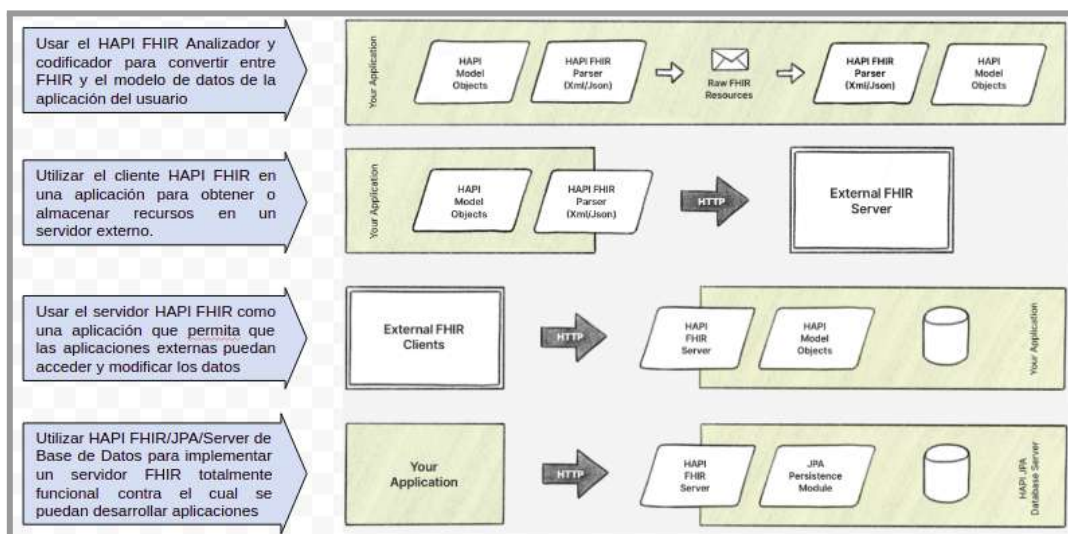 Usar el HAPI FHIR Analizador y
codificador para convertir entre
FHIR y el modelo de datos de la
aplicación del usuario
Your Application
HAPI
Model
Objects
HAPI FHIR
Parser
(Xml/Json)
Raw FHIR
Resources
HAPI FHIR
Parser
(Xml/Json)
HAPI
Model
Objects
Utilizar el cliente HAPI FHIR en
una aplicación para obtener o
almacenar recursos en un
servidor externo.
Your Application
HAPI
Model
Objects
HAPI FHIR
Parser
(Xml/Json)
HTTP
External FHIR
Server
Usar el servidor HAPI FHIR como
una aplicación que permita que
las aplicaciones externas puedan
acceder y modificar los datos
External FHIR
Clients
HTTP
HAPI
FHIR
Server
HAPI
Model
Objects
Your Application
Utilizar HAPI FHIR/JPA/Server de
Base de Datos para implementar
un servidor FHIR totalmente
funcional contra el cual se
puedan desarrollar aplicaciones
Your
Application
HTTP
HAPI
FHIR
Server
JPA
Persistence
Module
HAPI JPA
Database Server